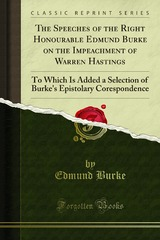 CLASSIC REPRINT SERIES
The Speeches of the Right
Honourable Edmund Burke
on the Impeachment of
Warren Hastings
To Which Is Added a Selection of
Burke's Epistolary Corespondence
by
Edmund Burke
Forgotten Books